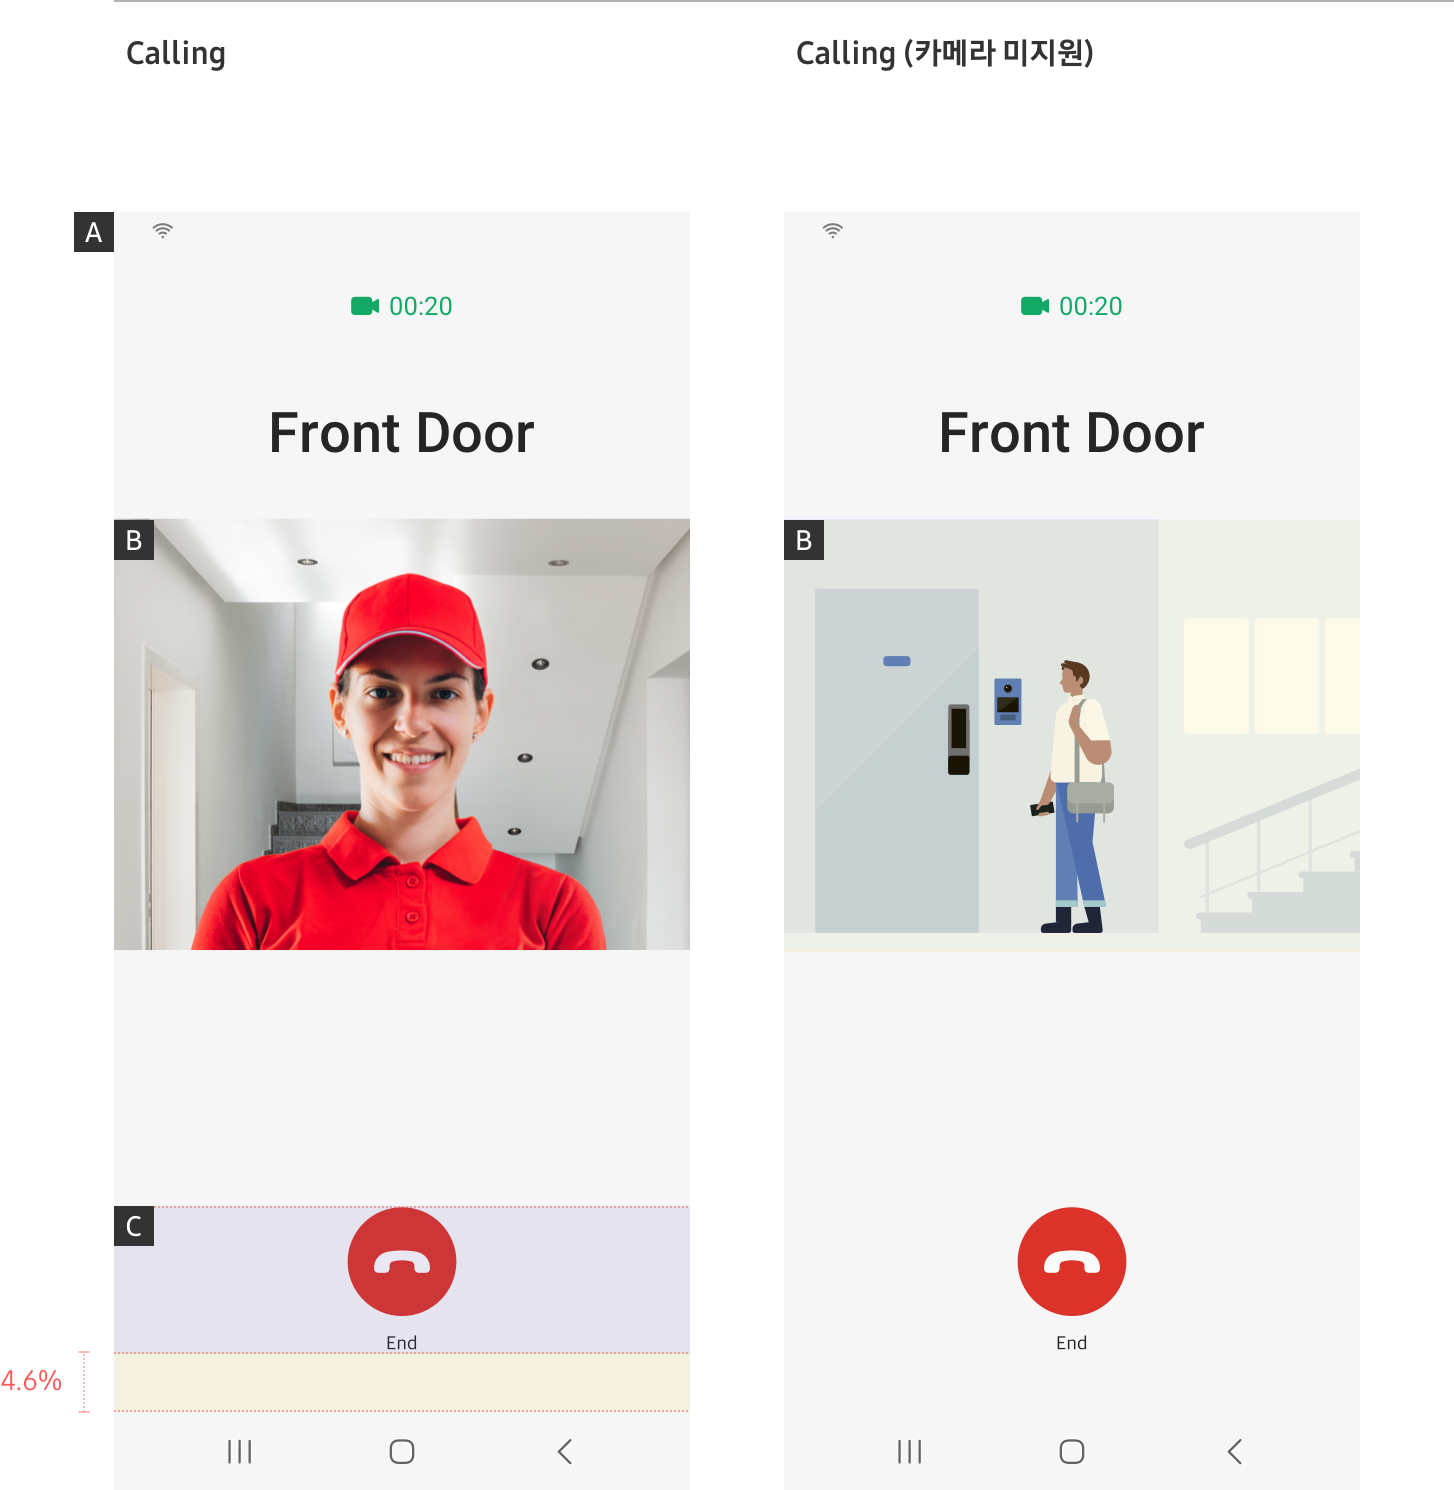 Calling
Calling (카메라 미지원)
A
00:20
00:20
Front Door
Front Door
B
B
C
End
End
4.6%